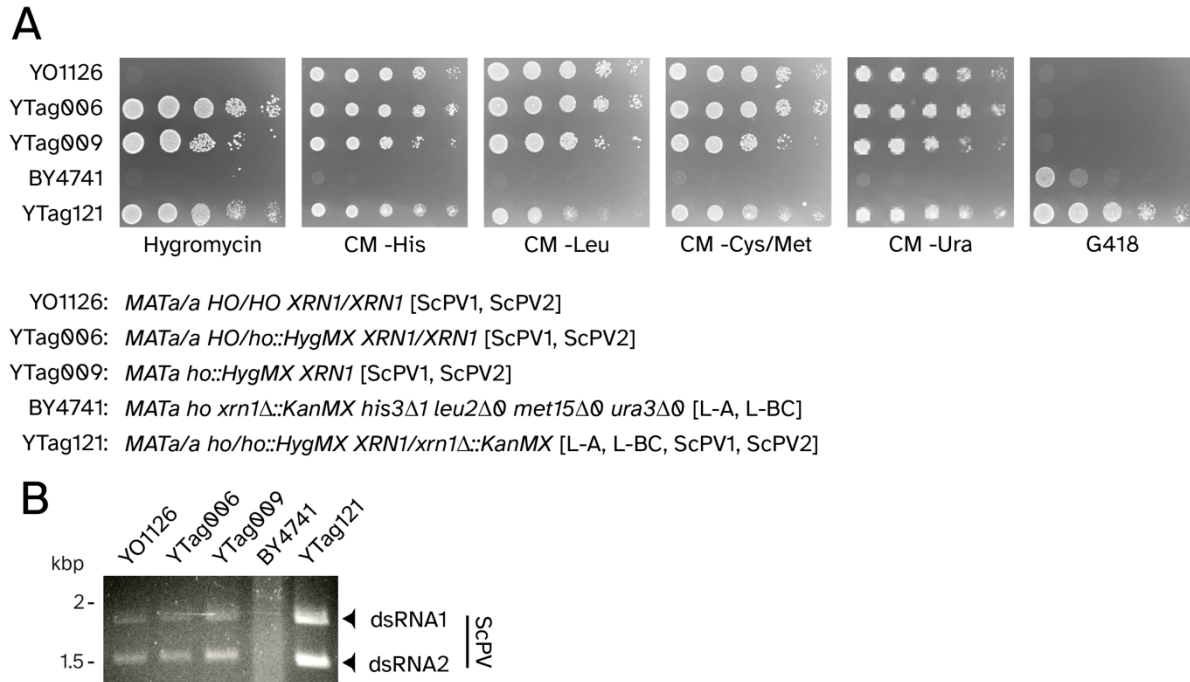 A
YO1126
YTag006
YTag009
BY4741
YTag121
Hygromycin
CM -His
CM -Leu
CM -Cys/Met
CM -Ura
G418
YO1126: MATa/a HO/HO XRN1/XRN1 [ScPV1, ScPV2]
YTag006: MATa/a HO/ho::HygMX XRN1/XRN1 [ScPV1, ScPV2]
YTag009: MATa ho::HygMX XRN1 [ScPV1, ScPV2]
BY4741: MATa ho xrn1Δ::KanMX his3Δ1 leu2Δ0 met15Δ0 ura3Δ0 [L-A, L-BC]
YTag121: MATa/a ho/ho::HygMX XRN1/xrn1Δ::KanMX [L-A, L-BC, ScPV1, ScPV2]
B
YO1126
YTag006
YTag009
BY4741
YTag121
kbp
2-
1.5-
dsRNA1
dsRNA2
ScPV